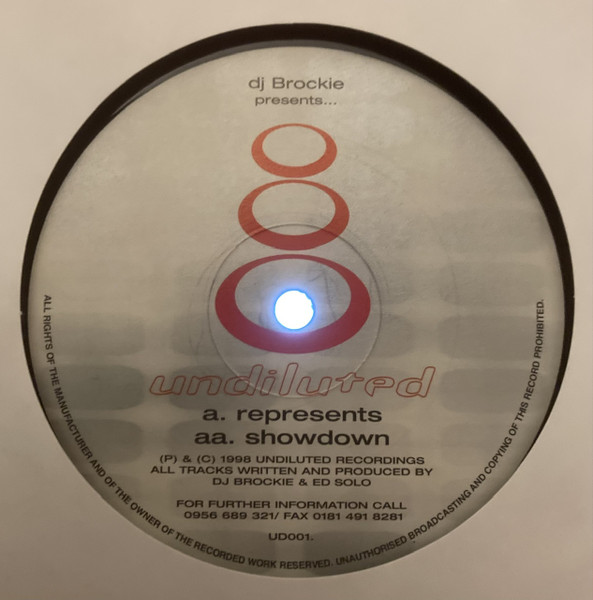 dj Brockie
presents...
undiluted
a. represents
aa. showdown
(P) & (C) 1998 UNDILUTED RECORDINGS
ALL TRACKS WRITTEN AND PRODUCED BY
DJ BROCKIE & ED SOLO
FOR FURTHER INFORMATION CALL
0956 689 321/ FAX 0181 491 8281
UD001.
ALL RIGHTS OF THE MANUFACTURER AND OF THE OWNER OF THE RECORDED WORK RESERVED. UNAUTHORISED BROADCASTING AND COPYING OF THIS RECORD PROHIBITED.